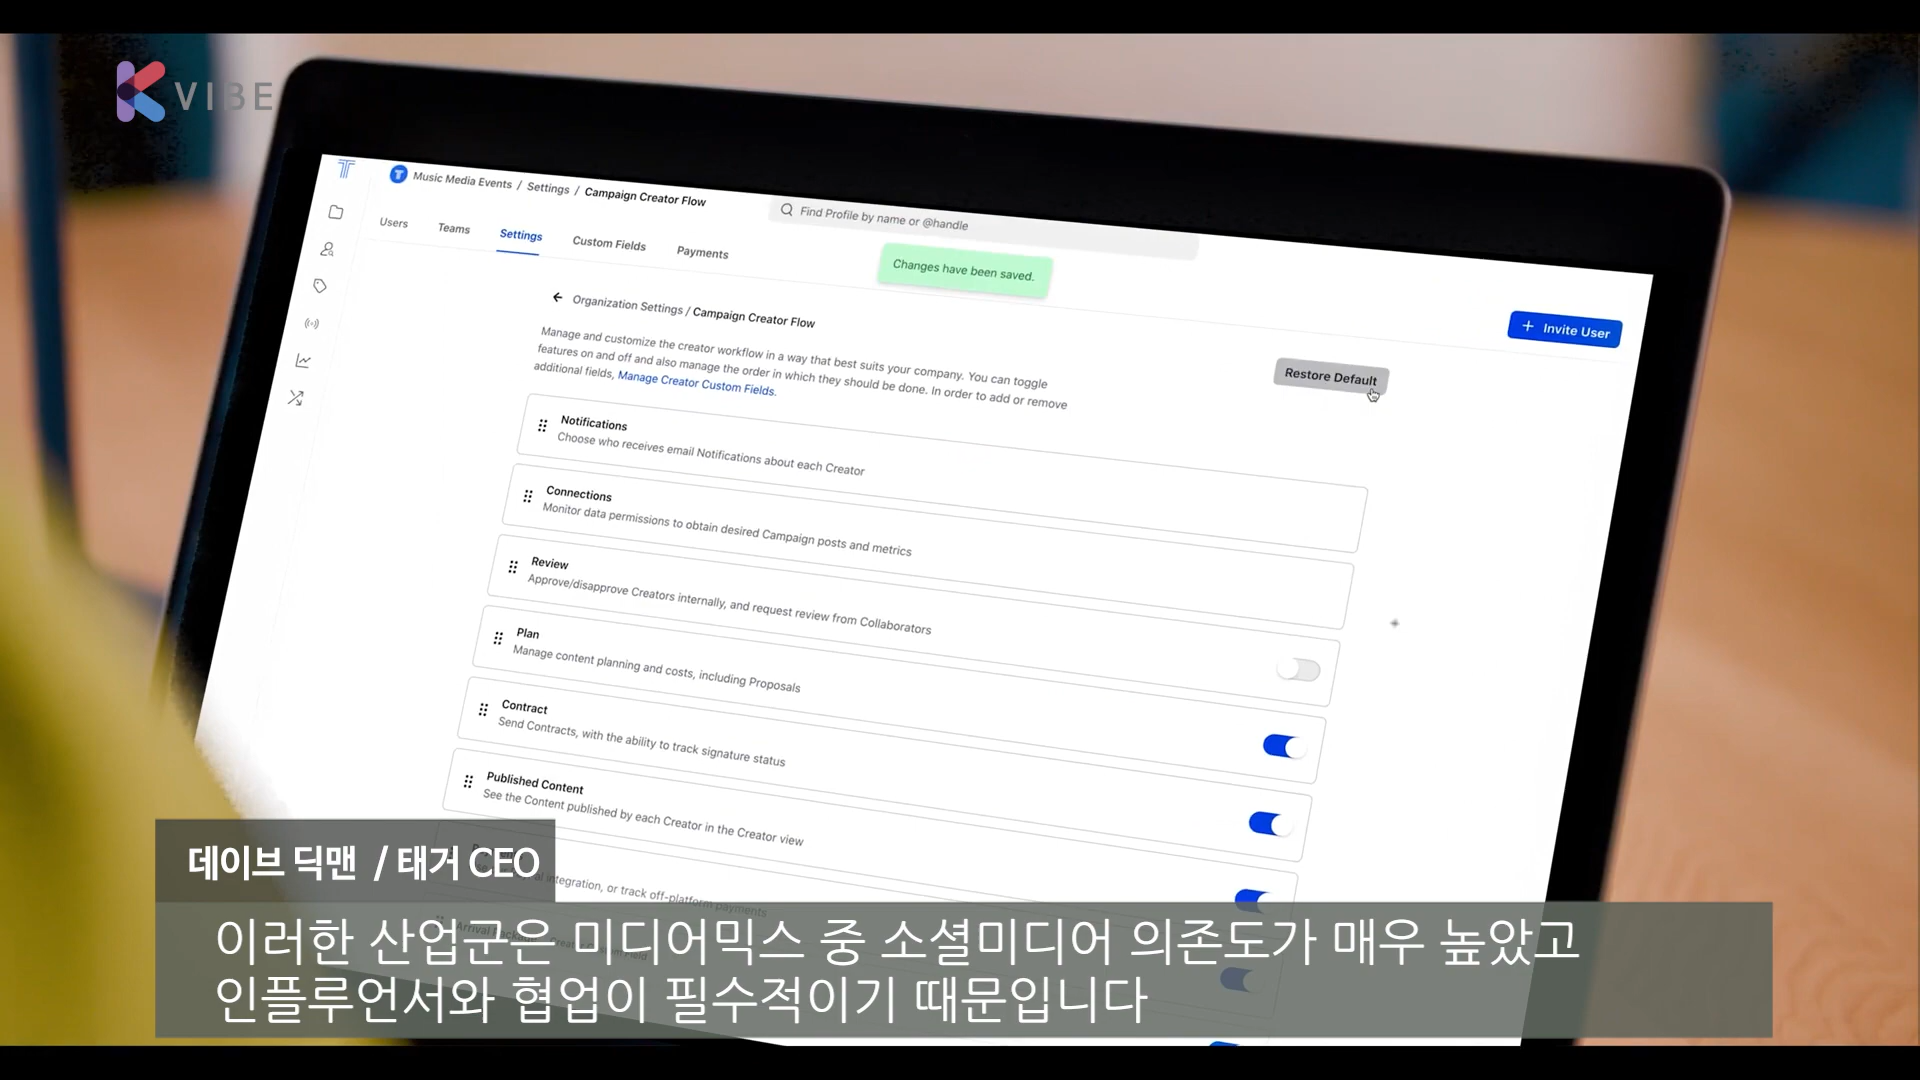 K VIBE
Music Media Events / Settings / Campaign Creator Flow
Find Profile by name or @handle
Users Teams Settings Custom Fields Payments
Changes have been saved.
+ Invite User
Organization Settings / Campaign Creator Flow
Manage and customize the creator workflow in a way that best suits your company. You can toggle
features on and off and also manage the order in which they should be done. In order to add or remove
additional fields, Manage Creator Custom Fields.
Restore Default
Notifications
Choose who receives email Notifications about each Creator
Connections
Monitor data permissions to obtain desired Campaign posts and metrics
Review
Approve/disapprove Creators internally, and request review from Collaborators
Plan
Manage content planning and costs, including Proposals
Contract
Send Contracts, with the ability to track signature status
Published Content
See the Content published by each Creator in the Creator view
integration, or track off-platform payments
데이브 딕맨 / 태거 CEO
이러한 산업군은 미디어믹스 중 소셜미디어 의존도가 매우 높았고
인플루언서와 협업이 필수적이기 때문입니다